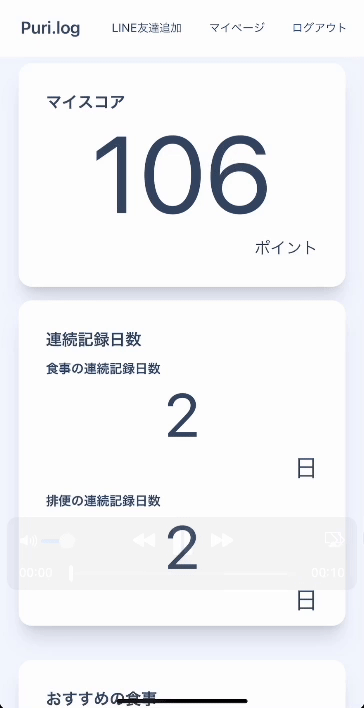 Puri.log LINE友達追加 マイページ ログアウト
マイスコア
106
ポイント
連続記録日数
食事の連続記録日数
2
日
排便の連続記録日数
2
00:00 00:10
日
おすすめの食事